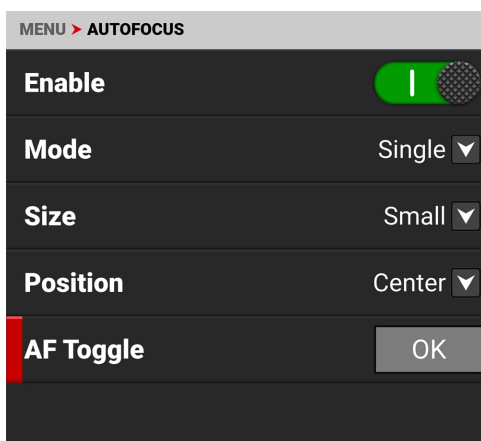 MENU ➤ AUTOFOCUS
Enable
Mode Single
Size Small
Position Center
AF Toggle OK